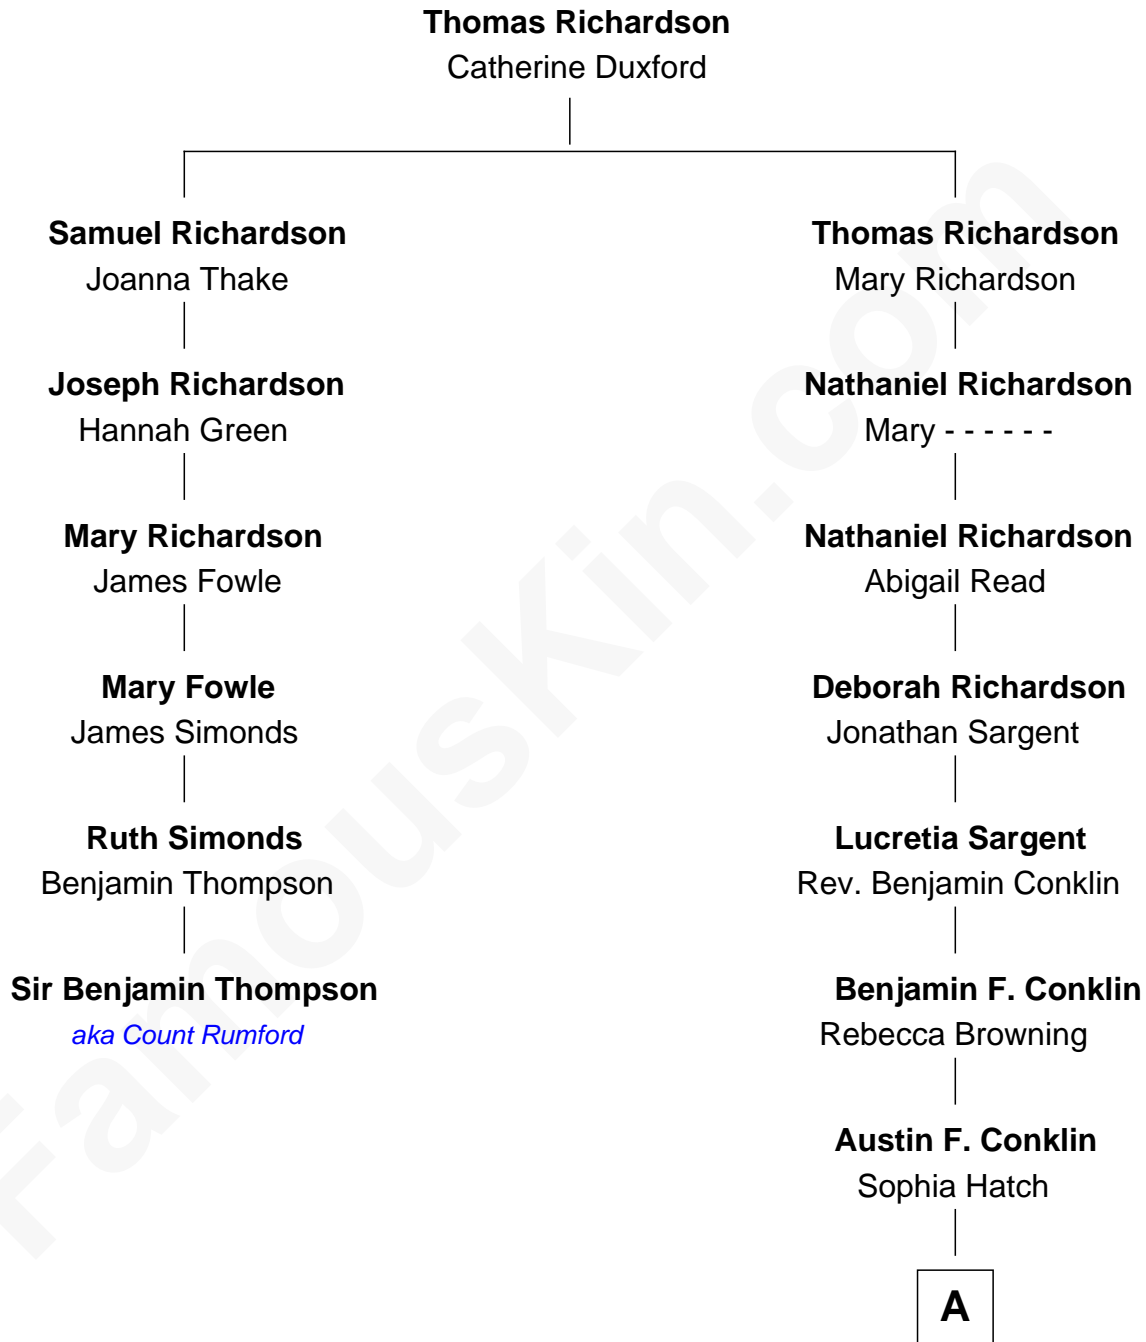 Thomas Richardson
Catherine Duxford
Samuel Richardson
Joanna Thake
Joseph Richardson
Hannah Green
Mary Richardson
James Fowle
Mary Fowle
James Simonds
Ruth Simonds
Benjamin Thompson
Sir Benjamin Thompson
aka Count Rumford
Thomas Richardson
Mary Richardson
Nathaniel Richardson
Mary - - - - - -
Nathaniel Richardson
Abigail Read
Deborah Richardson
Jonathan Sargent
Lucretia Sargent
Rev. Benjamin Conklin
Benjamin F. Conklin
Rebecca Browning
Austin F. Conklin
Sophia Hatch
A
FamousKin.com